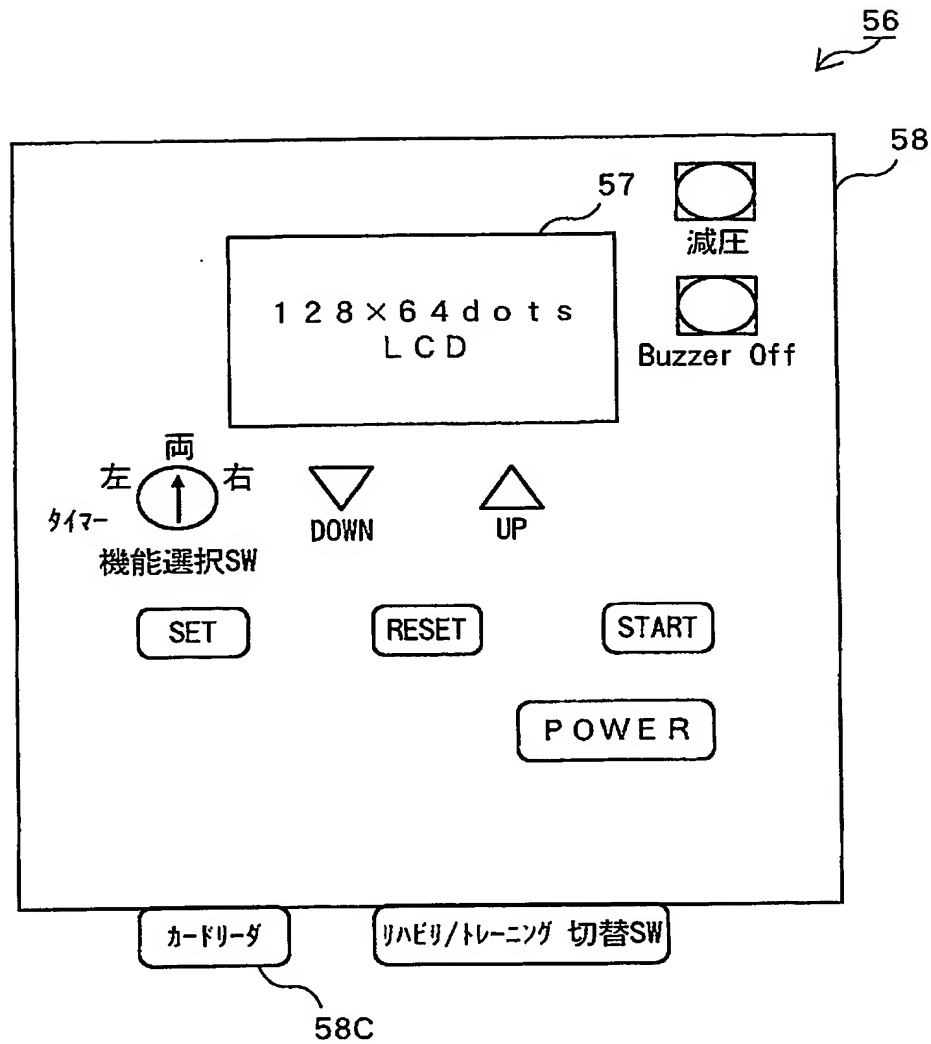 56
58
57
減圧
128×64dots
LCD
Buzzer Off
両
左 右
ﾀｲﾏｰ
DOWN UP
機能選択SW
SET RESET START
POWER
ｶｰﾄﾞﾘｰﾀﾞ ﾘﾊﾋﾞﾘ/ﾄﾚｰﾆﾝｸﾞ 切替SW
58C